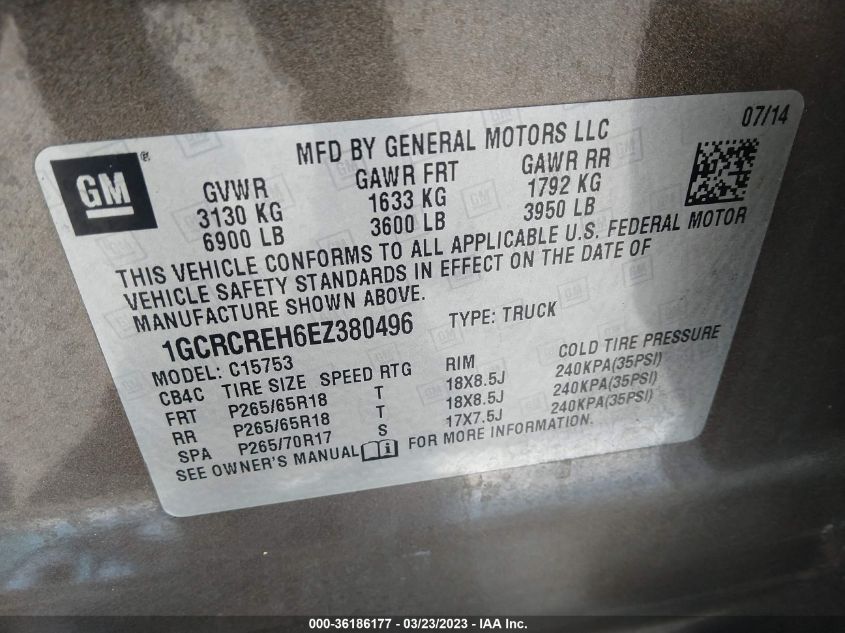 07/14
MFD BY GENERAL MOTORS LLC
GM®
GVWR GAWR FRT GAWR RR
3130 KG 1633 KG 1792 KG
6900 LB 3600 LB 3950 LB
THIS VEHICLE CONFORMS TO ALL APPLICABLE U.S. FEDERAL MOTOR
VEHICLE SAFETY STANDARDS IN EFFECT ON THE DATE OF
MANUFACTURE SHOWN ABOVE.
1GCRCREH6EZ380496 TYPE: TRUCK
MODEL: C15753
CB4C TIRE SIZE SPEED RTG RIM COLD TIRE PRESSURE
FRT P265/65R18 T 18X8.5J 240KPA(35PSI)
RR P265/65R18 T 18X8.5J 240KPA(35PSI)
SPA P265/70R17 S 17X7.5J 240KPA(35PSI)
SEE OWNER'S MANUAL FOR MORE INFORMATION.
000-36186177 - 03/23/2023 - © IAA Inc.